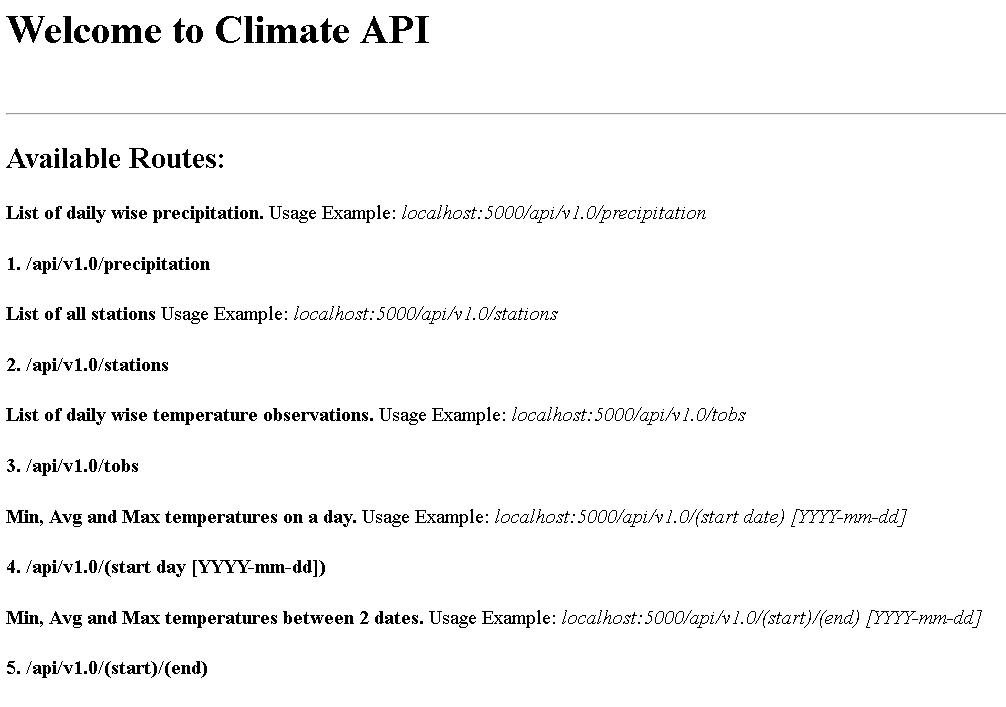 Welcome to Climate API
Available Routes:
List of daily wise precipitation. Usage Example: localhost:5000/api/v1.0/precipitation
1. /api/v1.0/precipitation
List of all stations Usage Example: localhost:5000/api/v1.0/stations
2. /api/v1.0/stations
List of daily wise temperature observations. Usage Example: localhost:5000/api/v1.0/tobs
3. /api/v1.0/tobs
Min, Avg and Max temperatures on a day. Usage Example: localhost:5000/api/v1.0/(start date) [YYYY-mm-dd]
4. /api/v1.0/(start day [YYYY-mm-dd])
Min, Avg and Max temperatures between 2 dates. Usage Example: localhost:5000/api/v1.0/(start)/(end) [YYYY-mm-dd]
5. /api/v1.0/(start)/(end)